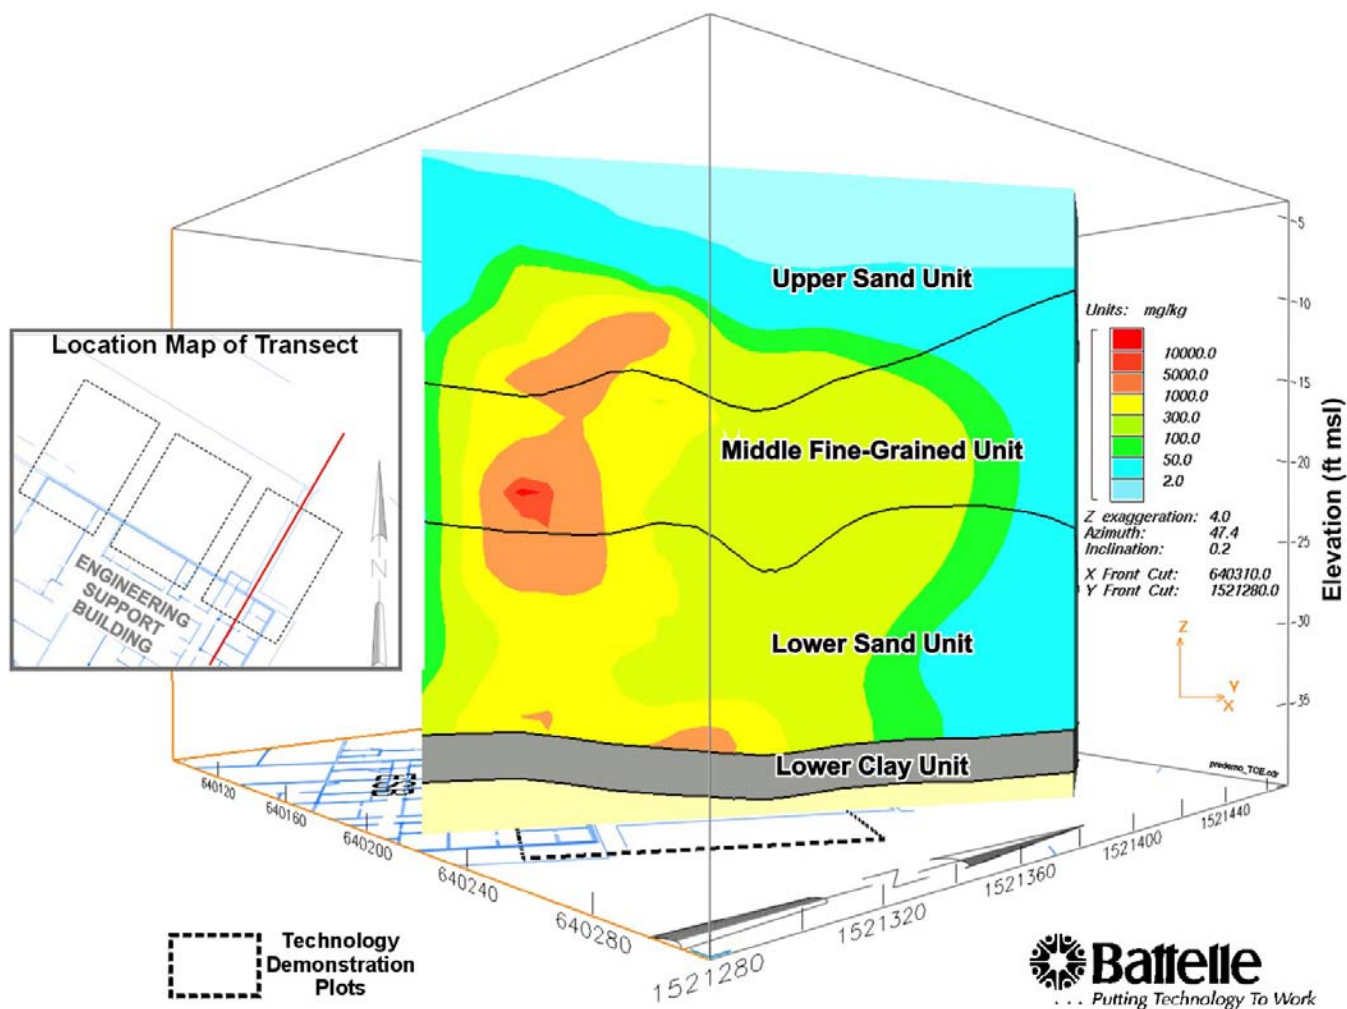 Upper Sand Unit
Middle Fine-Grained Unit
Lower Sand Unit
Lower Clay Unit
Location Map of Transect
ENGINEERING
SUPPORT
BUILDING
N
Units: mg/kg
10000.0
5000.0
1000.0
300.0
100.0
50.0
2.0
Z exaggeration: 4.0
Azimuth: 47.4
Inclination: 0.2
X Front Cut: 640310.0
Y Front Cut: 1521280.0
-5
-10
-15
-20
-25
-30
-35
Elevation (ft msl)
Z
Y
X
predemo_TCE.cdr
640120
640160
640200
640240
640280
1521280
1521320
1521360
1521400
1521440
N
Technology
Demonstration
Plots
Battelle
. . . Putting Technology To Work